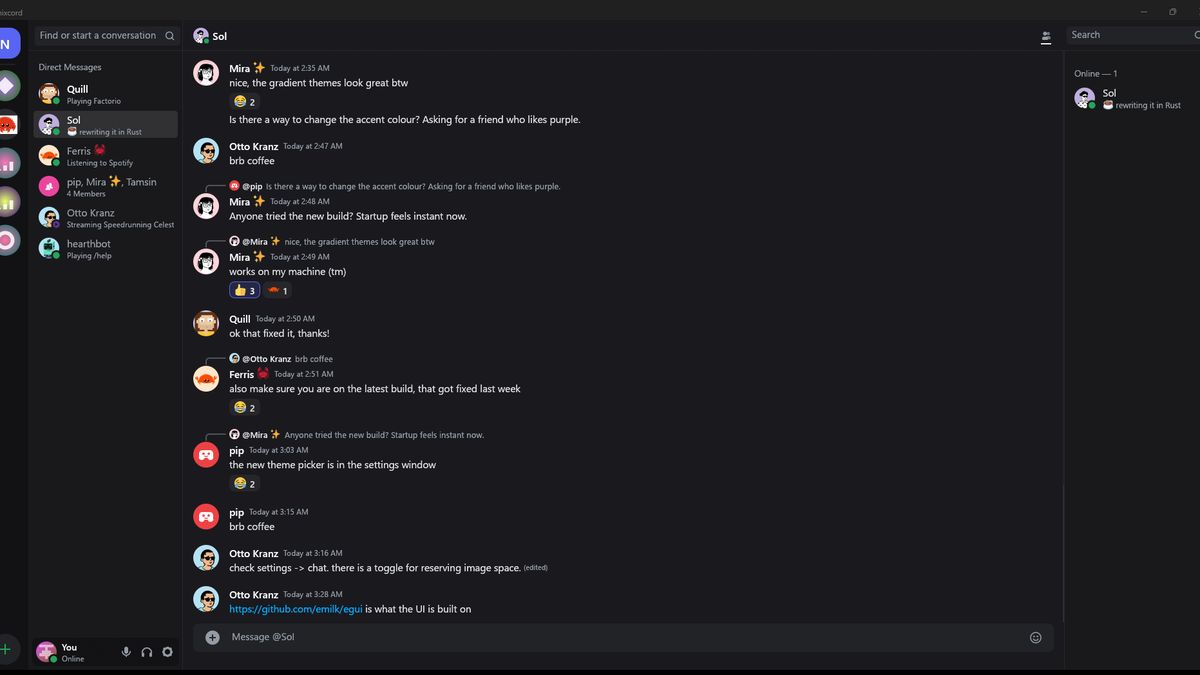 nixcord
N
Find or start a conversation
Direct Messages
Quill
Playing Factorio
Sol
☕ rewriting it in Rust
Ferris 🦀
Listening to Spotify
pip, Mira ✨, Tamsin
4 Members
Otto Kranz
Streaming Speedrunning Celest
hearthbot
Playing /help
You
Online
Sol
Mira ✨ Today at 2:35 AM
nice, the gradient themes look great btw
😂 2
Is there a way to change the accent colour? Asking for a friend who likes purple.
Otto Kranz Today at 2:47 AM
brb coffee
@pip Is there a way to change the accent colour? Asking for a friend who likes purple.
Mira ✨ Today at 2:48 AM
Anyone tried the new build? Startup feels instant now.
@Mira ✨ nice, the gradient themes look great btw
Mira ✨ Today at 2:49 AM
works on my machine (tm)
👍 3 1
Quill Today at 2:50 AM
ok that fixed it, thanks!
@Otto Kranz brb coffee
Ferris 🦀 Today at 2:51 AM
also make sure you are on the latest build, that got fixed last week
😂 2
@Mira ✨ Anyone tried the new build? Startup feels instant now.
pip Today at 3:03 AM
the new theme picker is in the settings window
😂 2
pip Today at 3:15 AM
brb coffee
Otto Kranz Today at 3:16 AM
check settings -> chat. there is a toggle for reserving image space. (edited)
Otto Kranz Today at 3:28 AM
https://github.com/emilk/egui is what the UI is built on
Message @Sol
Search
Online — 1
Sol
☕ rewriting it in Rust